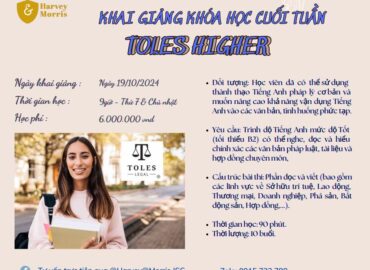 Harvey
Morris
KHAI GIẢNG KHÓA HỌC CUỐI TUẦN
TOLES HIGHER
Ngày khai giảng :
Ngày 19/10/2024
Thời gian học :
9giờ - Thứ 7 & Chủ nhật
Học phí :
6.000.000 vnđ
TOLES
LEGAL
Đối tượng: Học viên đã có thể sử dụng
thành thạo Tiếng Anh pháp lý cơ bản và
muốn nâng cao khả năng vận dụng Tiếng
Anh vào các văn bản, tình huống phức tạp.
Yêu cầu: Trình độ Tiếng Anh mức độ Tốt
(tối thiểu B2) có thể nghe, đọc và hiểu
chính xác các văn bản pháp luật, tài liệu và
hợp đồng chuyên môn,
Cấu trúc bài thi: Phần đọc và viết (bao gồm
các lĩnh vực về Sở hữu trí tuệ, Lao động,
Thương mại, Doanh nghiệp, Phá sản, Bất
động sản, Hợp đồng,...).
Thời gian học: 90 phút.
Thời lượng: 10 buổi.